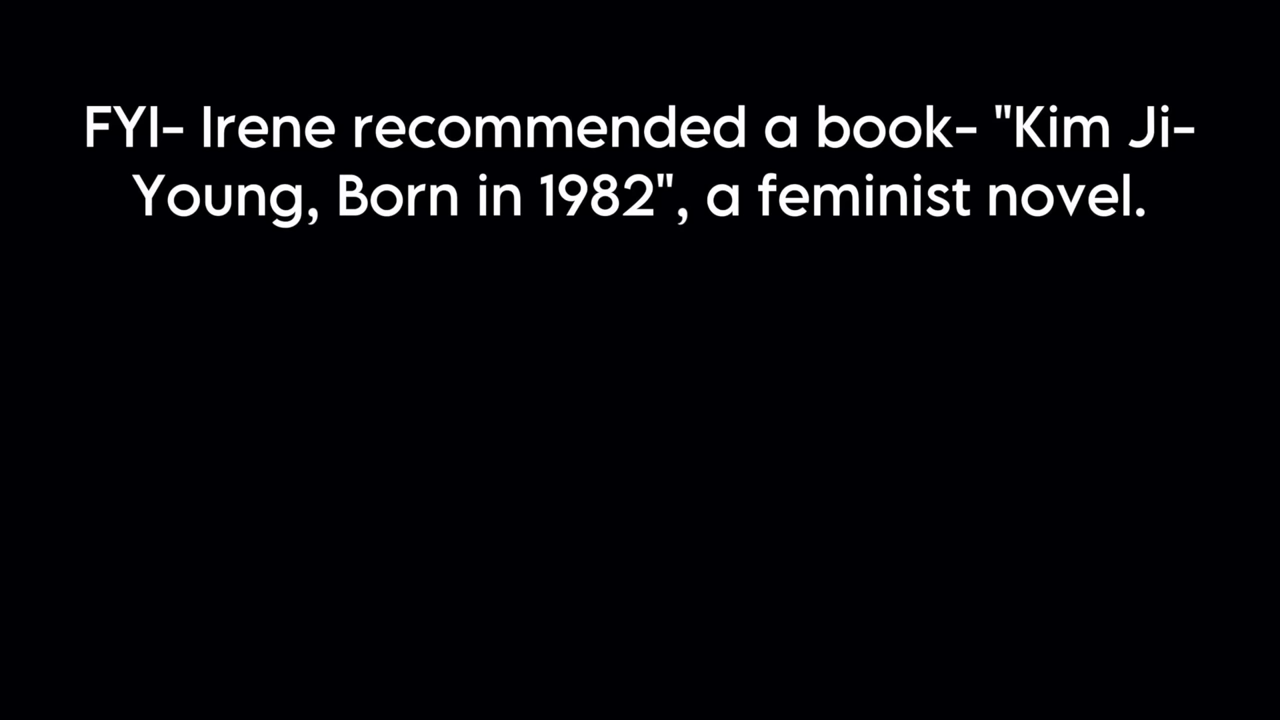 FYI- Irene recommended a book- "Kim Ji-
Young, Born in 1982", a feminist novel.